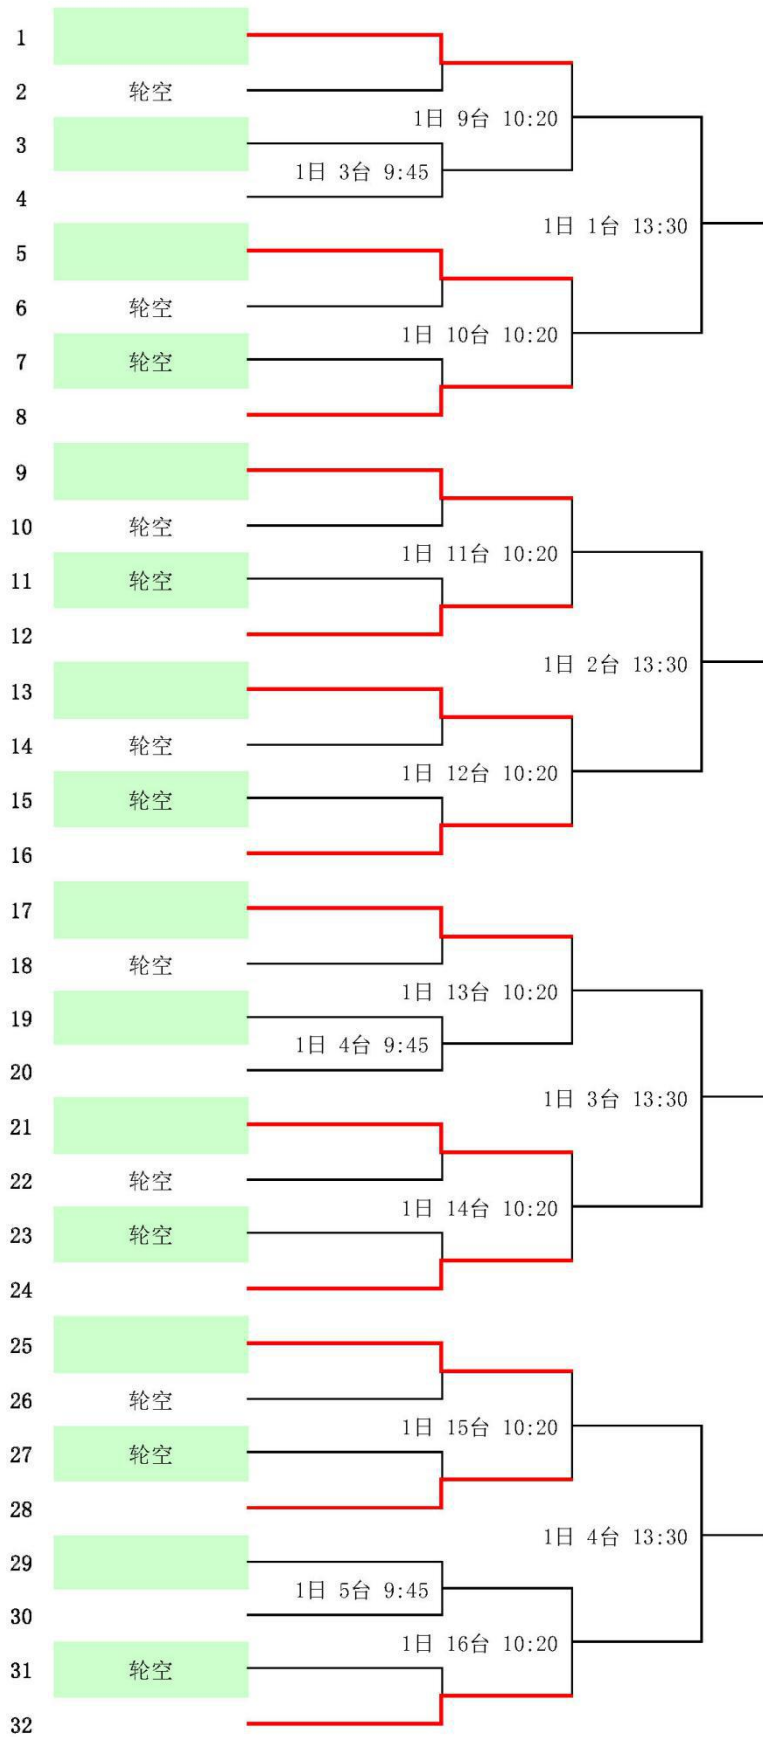 1
2 轮空
1日 9台 10:20
3
1日 3台 9:45
4
1日 1台 13:30
5
6 轮空
1日 10台 10:20
7 轮空
8
9
10 轮空
1日 11台 10:20
11 轮空
12
1日 2台 13:30
13
14 轮空
1日 12台 10:20
15 轮空
16
17
18 轮空
1日 13台 10:20
19
1日 4台 9:45
20
1日 3台 13:30
21
22 轮空
1日 14台 10:20
23 轮空
24
25
26 轮空
1日 15台 10:20
27 轮空
28
1日 4台 13:30
29
1日 5台 9:45
30
1日 16台 10:20
31 轮空
32